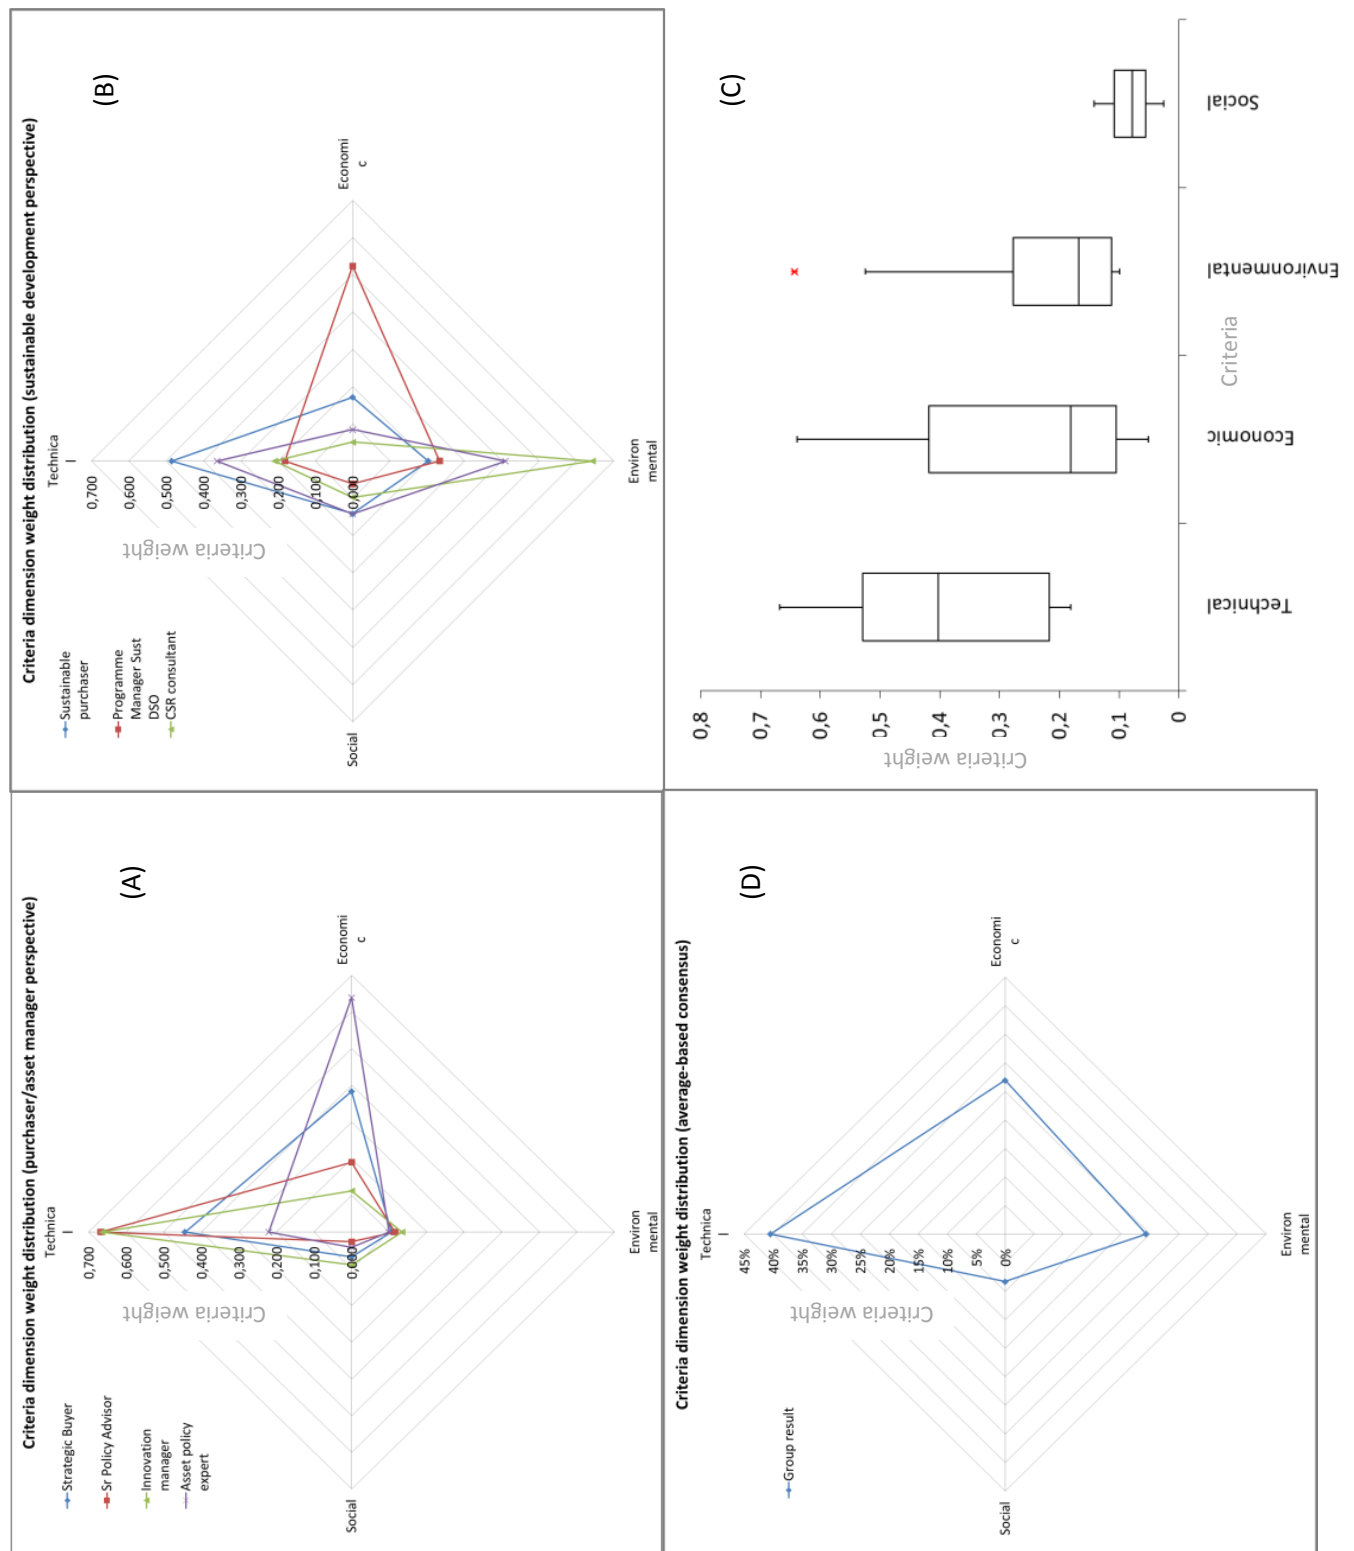 Criteria dimension weight distribution (purchaser/asset manager perspective)
(A)
Strategic Buyer
Sr Policy Advisor
Innovation
manager
Asset policy
expert
Technica
l
0,700
0,600
0,500
0,400
0,300
0,200
0,100
0,000
Criteria weight
Economi
c
Environ
mental
Social
Criteria dimension weight distribution (sustainable development perspective)
(B)
Sustainable
purchaser
Programme
Manager Sust
DSO
CSR consultant
Technica
l
0,700
0,600
0,500
0,400
0,300
0,200
0,100
0,000
Criteria weight
Economi
c
Environ
mental
Social
Criteria dimension weight distribution (average-based consensus)
(D)
Group result
Technica
l
45%
40%
35%
30%
25%
20%
15%
10%
5%
0%
Criteria weight
Economi
c
Environ
mental
Social
(C)
0,8
0,7
0,6
0,5
0,4
0,3
0,2
0,1
0
Criteria weight
Technical
Economic
Environmental
Social
Criteria